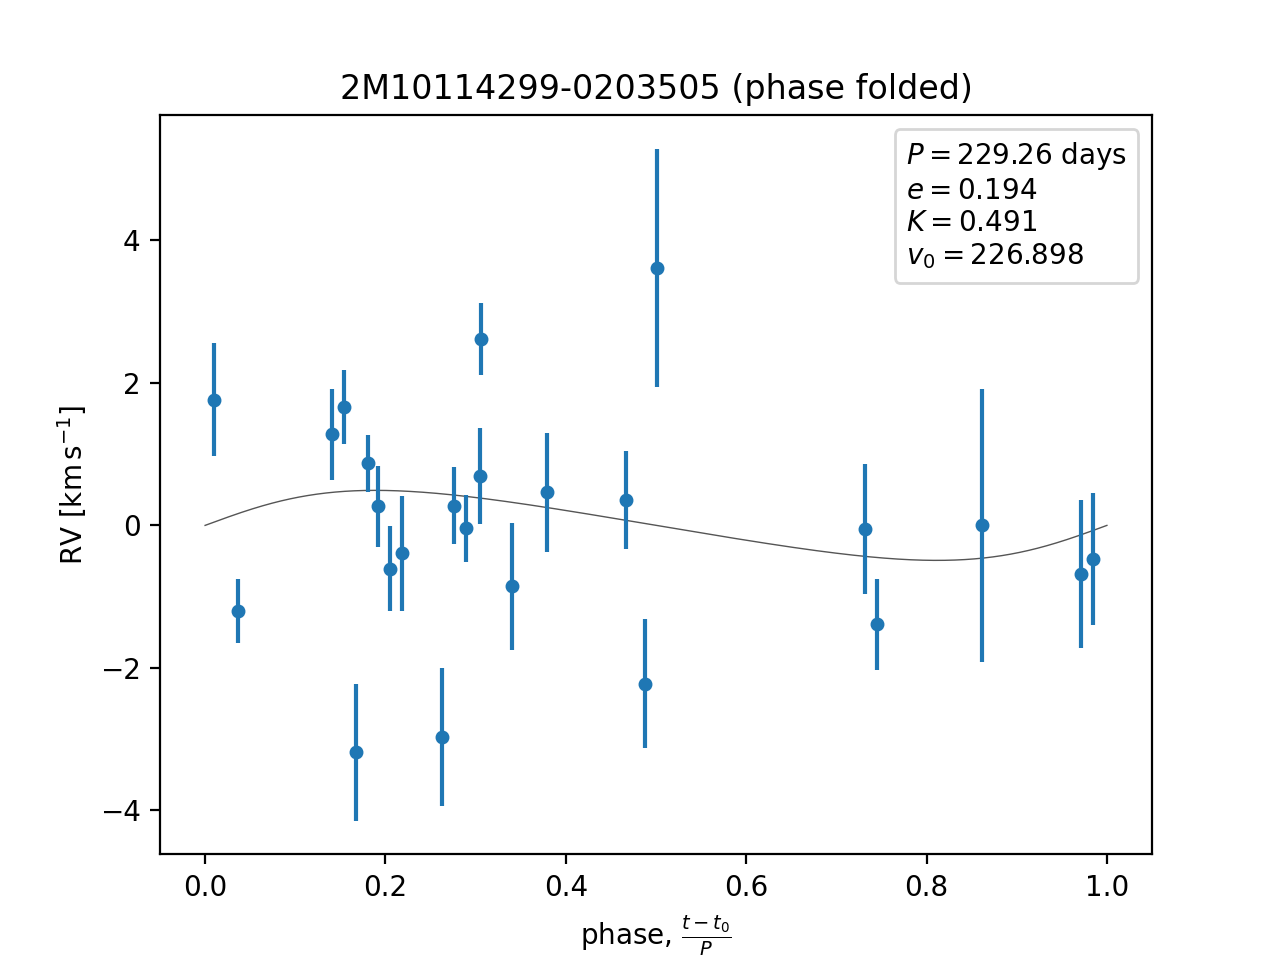 2M10114299-0203505 (phase folded)
P = 229.26 days
e = 0.194
K = 0.491
v₀ = 226.898
4
2
0
−2
−4
RV [km s⁻¹]
0.0 0.2 0.4 0.6 0.8 1.0
phase, (t − t₀)/P